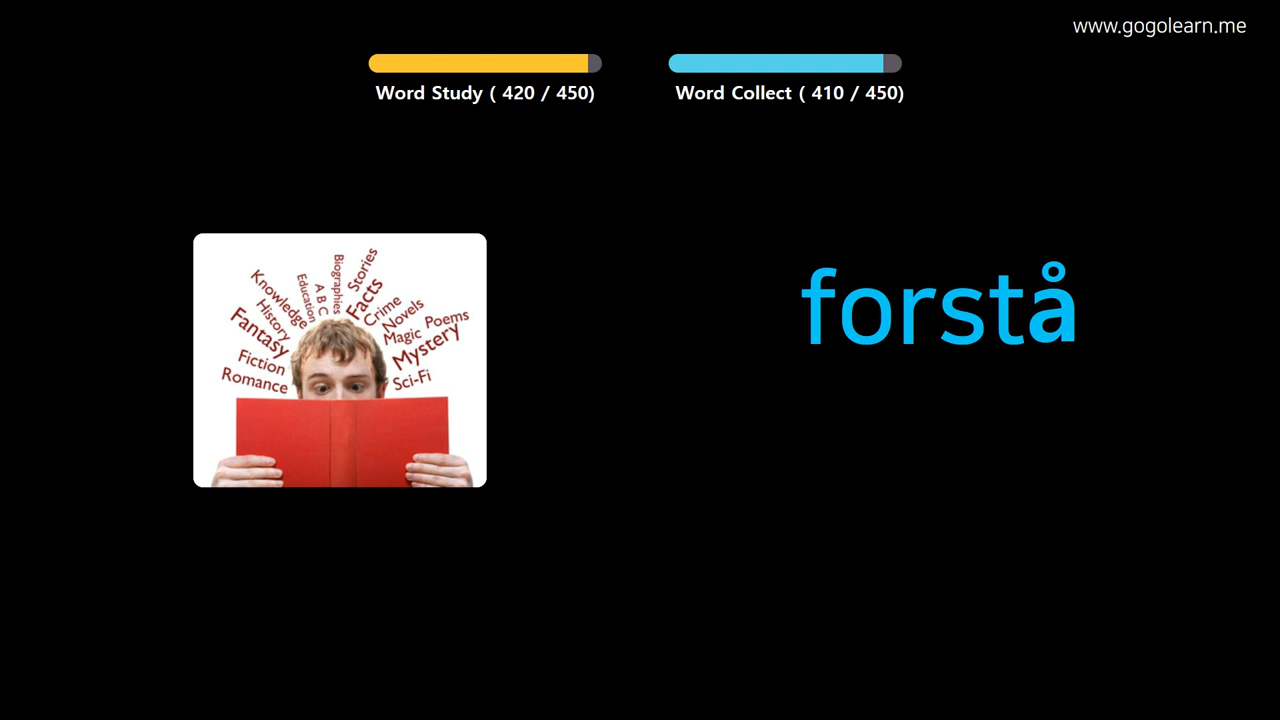 www.gogolearn.me
Word Study ( 420 / 450)
Word Collect ( 410 / 450)
forstå
Knowledge
History
Fantasy
Fiction
Romance
Education
A B C
Biographies
Stories
Facts
Crime
Novels
Poems
Magic
Mystery
Sci-Fi